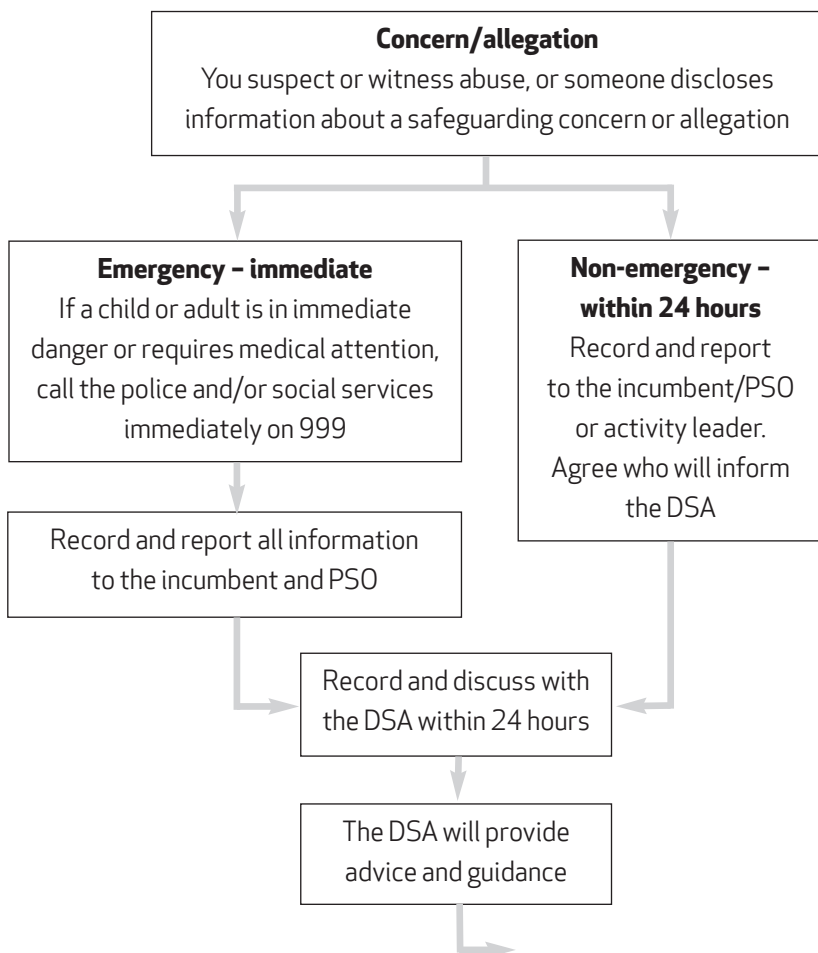 Concern/allegation
You suspect or witness abuse, or someone discloses
information about a safeguarding concern or allegation
Emergency – immediate
If a child or adult is in immediate
danger or requires medical attention,
call the police and/or social services
immediately on 999
Non-emergency –
within 24 hours
Record and report
to the incumbent/PSO
or activity leader.
Agree who will inform
the DSA
Record and report all information
to the incumbent and PSO
Record and discuss with
the DSA within 24 hours
The DSA will provide
advice and guidance